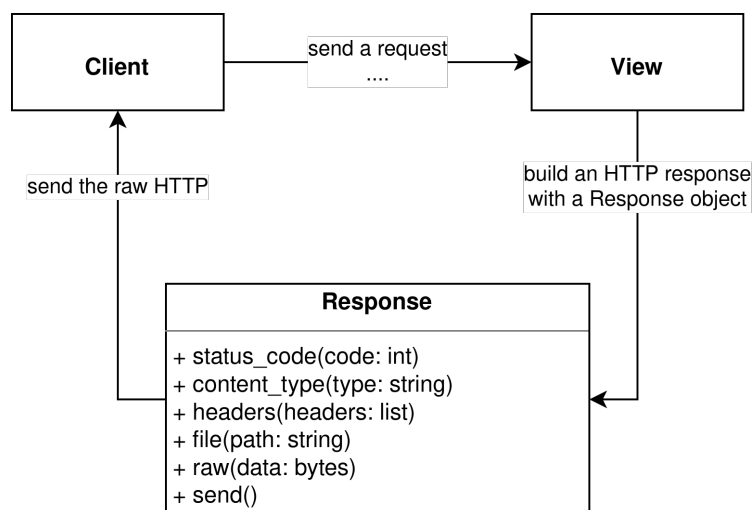 Client
send a request
....
View
send the raw HTTP
build an HTTP response
with a Response object
Response
+ status_code(code: int)
+ content_type(type: string)
+ headers(headers: list)
+ file(path: string)
+ raw(data: bytes)
+ send()